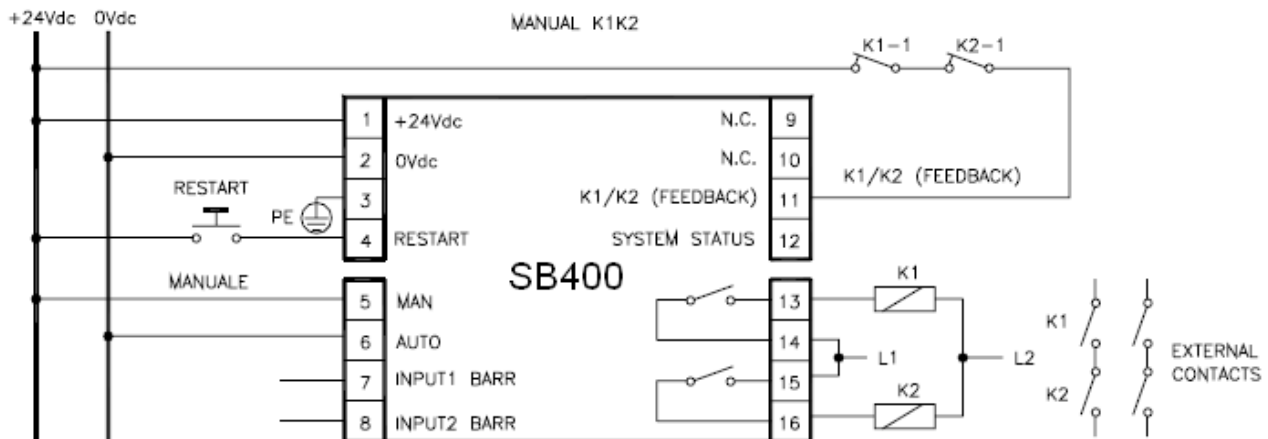 +24Vdc 0Vdc
MANUAL K1K2
K1-1 K2-1
1 +24Vdc N.C. 9
2 0Vdc N.C. 10
K1/K2 (FEEDBACK)
RESTART
PE 3 K1/K2 (FEEDBACK) 11
4 RESTART SYSTEM STATUS 12
SB400
MANUALE
K1
5 MAN 13
K1
6 AUTO 14
L1 L2
EXTERNAL
CONTACTS
7 INPUT1 BARR 15
K2 K2
8 INPUT2 BARR 16